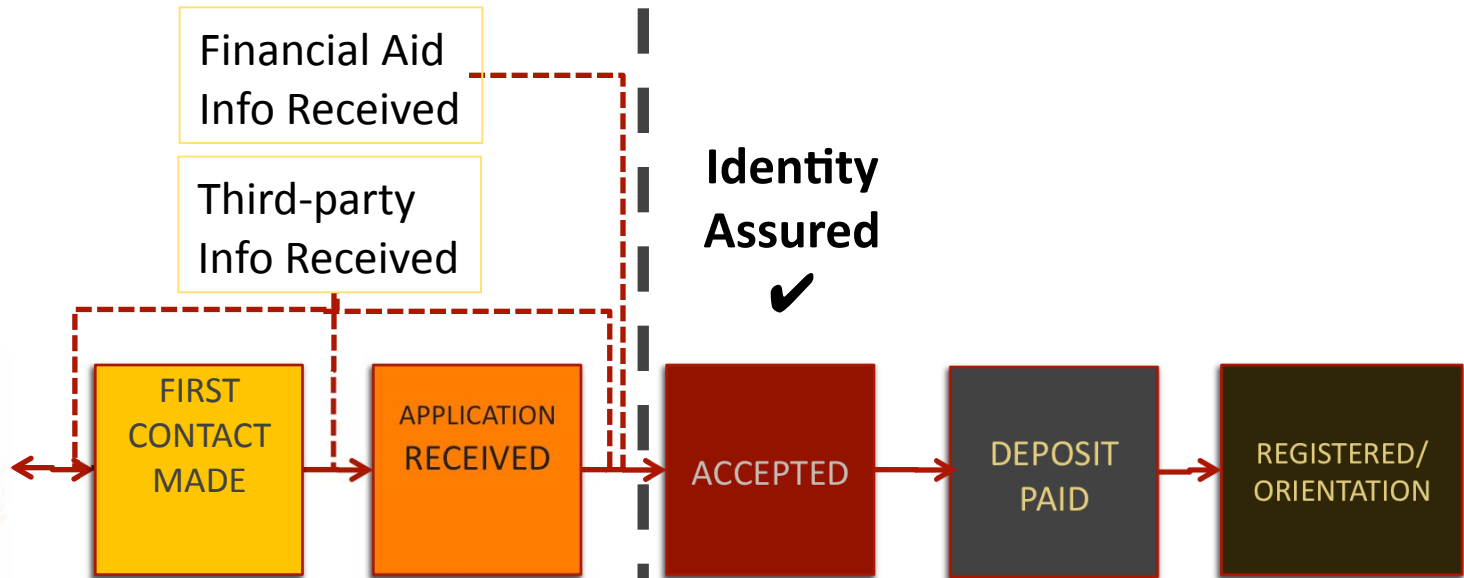 Financial Aid
Info Received
Third-party
Info Received
Identity
Assured
✔
FIRST
CONTACT
MADE
APPLICATION
RECEIVED
ACCEPTED
DEPOSIT
PAID
REGISTERED/
ORIENTATION